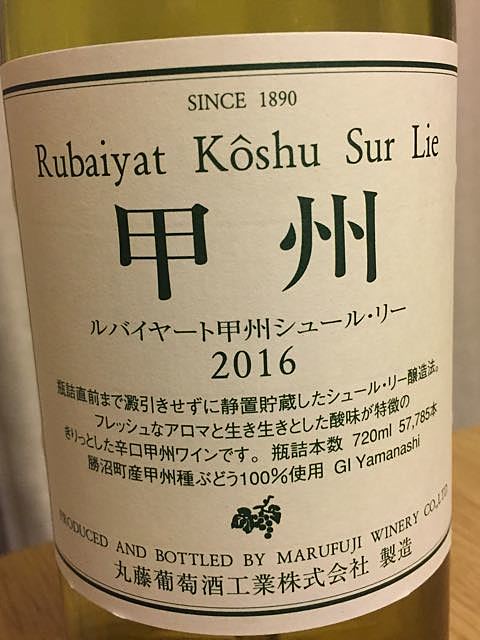 SINCE 1890
Rubaiyat Kôshu Sur Lie
甲州
ルバイヤート甲州シュール・リー
2016
瓶詰直前まで澱引きせずに静置貯蔵したシュール・リー醸造法。
フレッシュなアロマと生き生きとした酸味が特徴の
きりっとした辛口甲州ワインです。 瓶詰本数 720ml 57,785本
勝沼町産甲州種ぶどう100%使用 GI Yamanashi
PRODUCED AND BOTTLED BY MARUFUJI WINERY CO.,LTD.
丸藤葡萄酒工業株式会社 製造